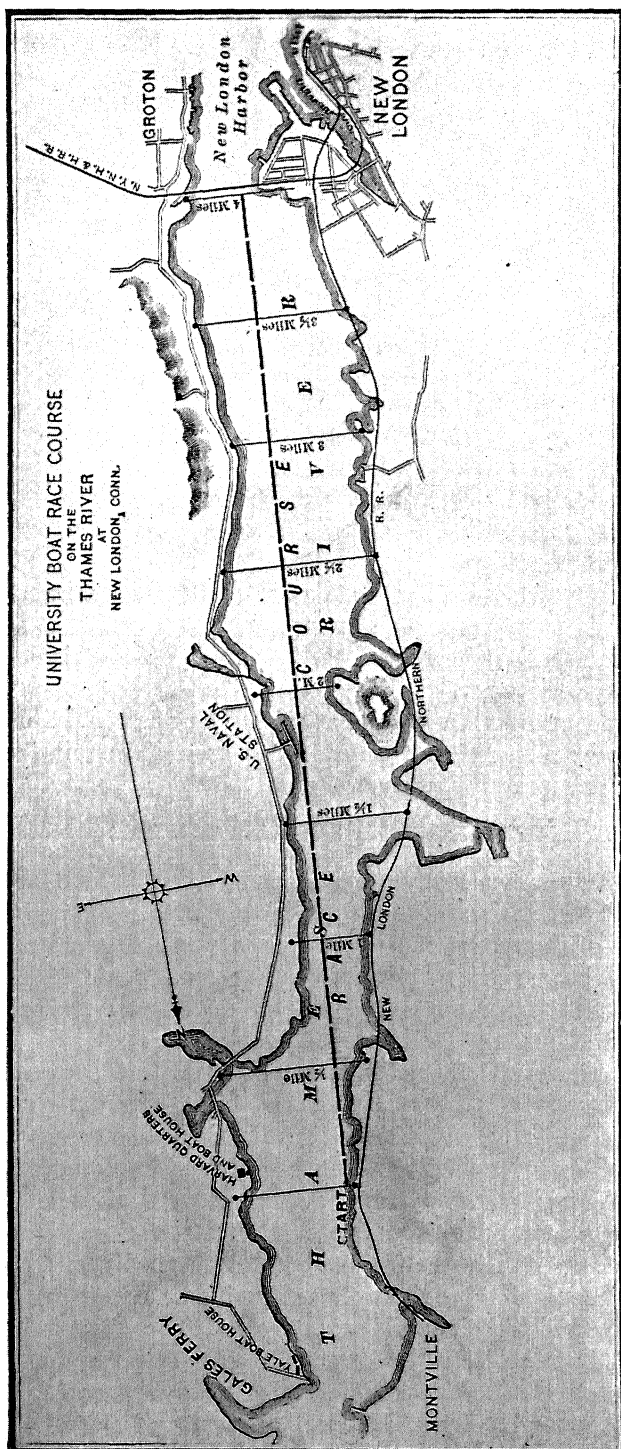 UNIVERSITY BOAT RACE COURSE
ON THE
THAMES RIVER
AT
NEW LONDON, CONN.
GALES FERRY
YALE BOAT HOUSE
HARVARD QUARTERS
AND BOAT HOUSE
E
W
U.S. NAVAL
STATION
N.Y.N.H.& H.R.R.
GROTON
New London
Harbor
NEW
LONDON
THAMES RIVER
RACE COURSE
START
½ Mile
1 Mile
1½ Miles
2 M.
2½ Miles
3 Miles
3½ Miles
4 Miles
MONTVILLE
NEW LONDON NORTHERN R. R.